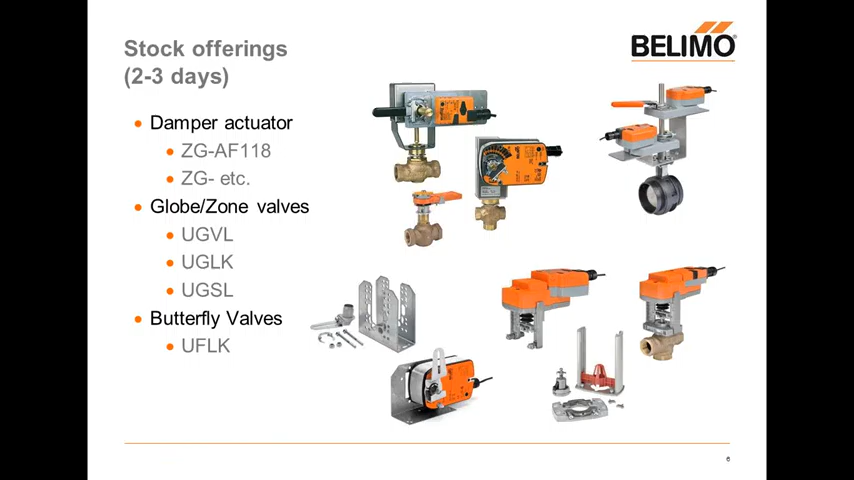 Stock offerings
(2-3 days)
BELIMO®
• Damper actuator
• ZG-AF118
• ZG- etc.
• Globe/Zone valves
• UGVL
• UGLK
• UGSL
• Butterfly Valves
• UFLK
6